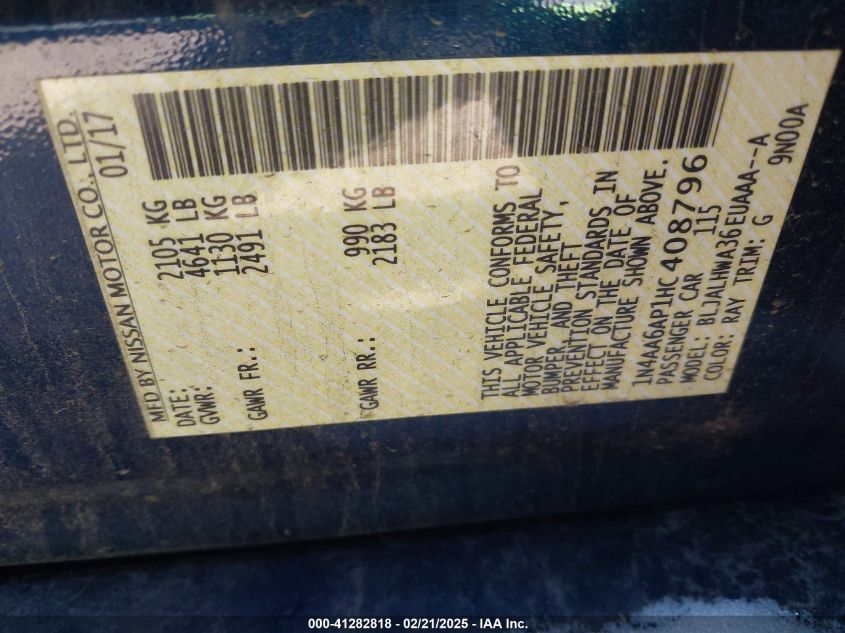 MFD BY NISSAN MOTOR CO., LTD.
DATE: 01/17
GVWR: 2105 KG
4641 LB
GAWR FR.: 1130 KG
2491 LB
GAWR RR.: 990 KG
2183 LB
THIS VEHICLE CONFORMS TO
ALL APPLICABLE FEDERAL
MOTOR VEHICLE SAFETY,
BUMPER, AND THEFT
PREVENTION STANDARDS IN
EFFECT ON THE DATE OF
MANUFACTURE SHOWN ABOVE.
1N4AA6AP1HC408796
PASSENGER CAR 115
MODEL: BLJALHWA36EUAAA--A
COLOR: RAY TRIM: G 9N00A
000-41282818 - 02/21/2025 - IAA Inc.